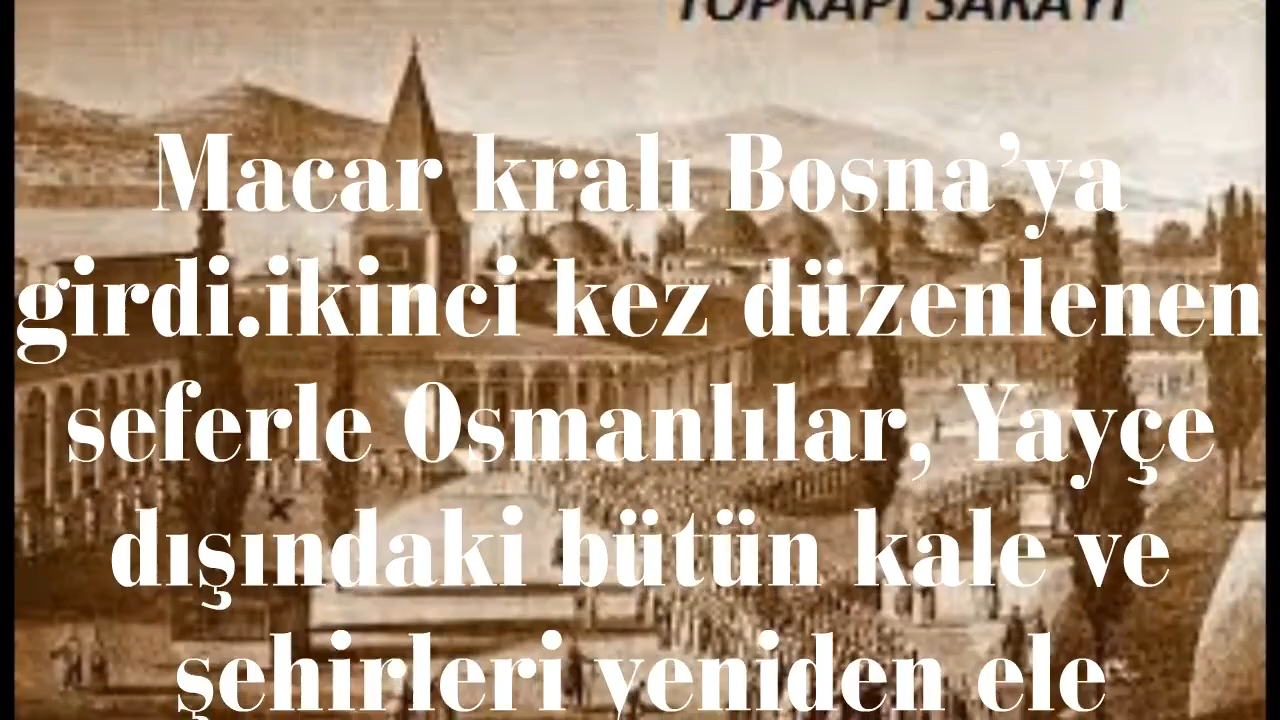 TOPKAPI SARAYI
Macar kralı Bosna’ya
girdi.ikinci kez düzenlenen
seferle Osmanlılar, Yayçe
dışındaki bütün kale ve
şehirleri yeniden ele